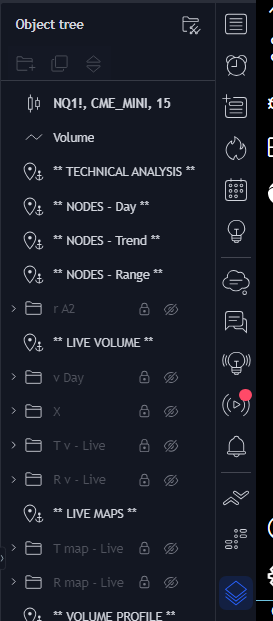 Object tree
NQ1!, CME_MINI, 15
Volume
** TECHNICAL ANALYSIS **
** NODES - Day **
** NODES - Trend **
** NODES - Range **
r A2
** LIVE VOLUME **
v Day
X
T v - Live
R v - Live
** LIVE MAPS **
T map - Live
R map - Live
** VOLUME PROFILE **